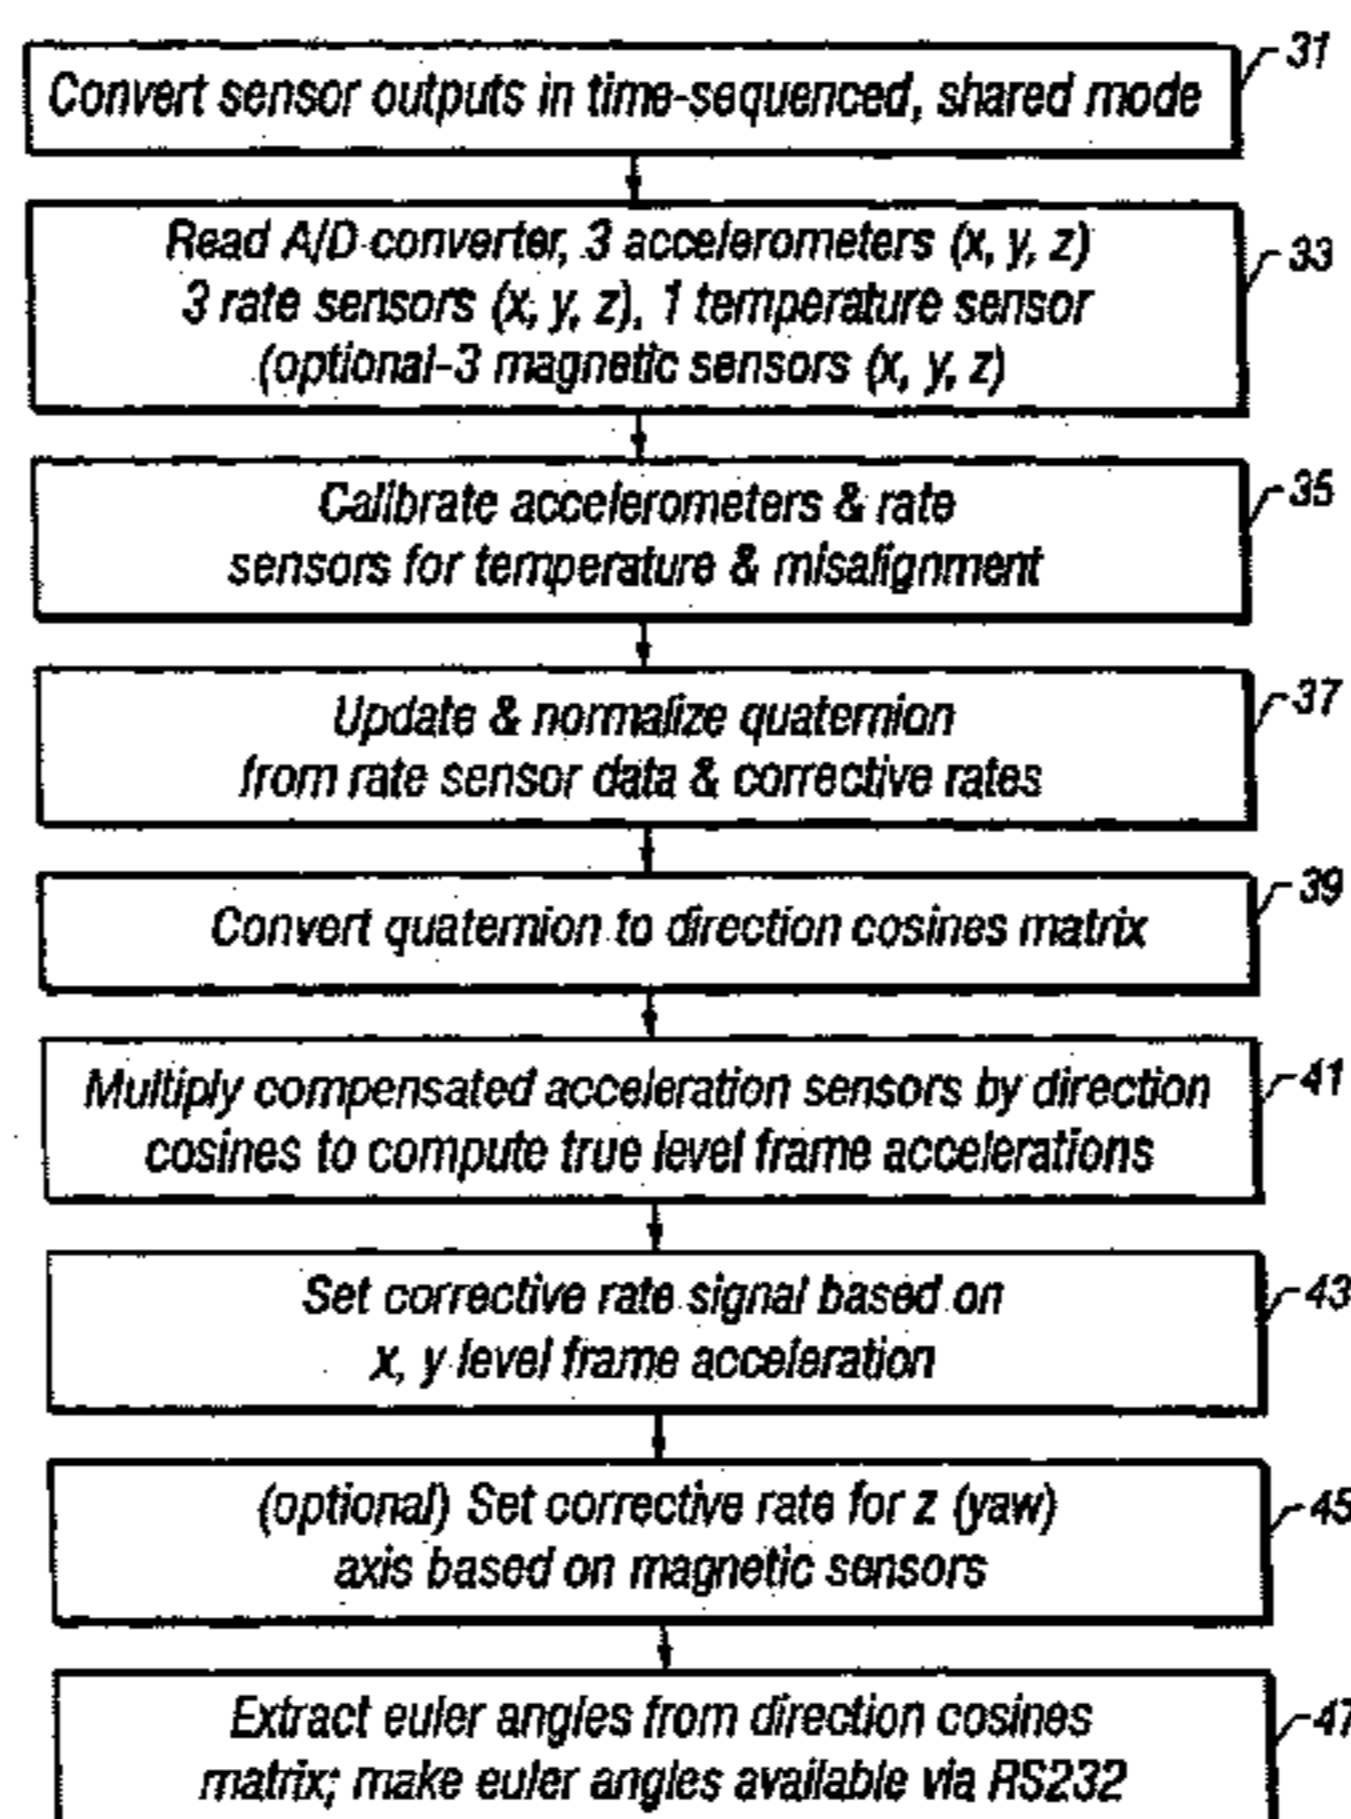 Convert sensor outputs in time-sequenced, shared mode
31
Read A/D converter, 3 accelerometers (x, y, z)
3 rate sensors (x, y, z), 1 temperature sensor
(optional-3 magnetic sensors (x, y, z)
33
Calibrate accelerometers & rate
sensors for temperature & misalignment
35
Update & normalize quaternion
from rate sensor data & corrective rates
37
Convert quaternion to direction cosines matrix
39
Multiply compensated acceleration sensors by direction
cosines to compute true level frame accelerations
41
Set corrective rate signal based on
x, y level frame acceleration
43
(optional) Set corrective rate for z (yaw)
axis based on magnetic sensors
45
Extract euler angles from direction cosines
matrix; make euler angles available via RS232
47